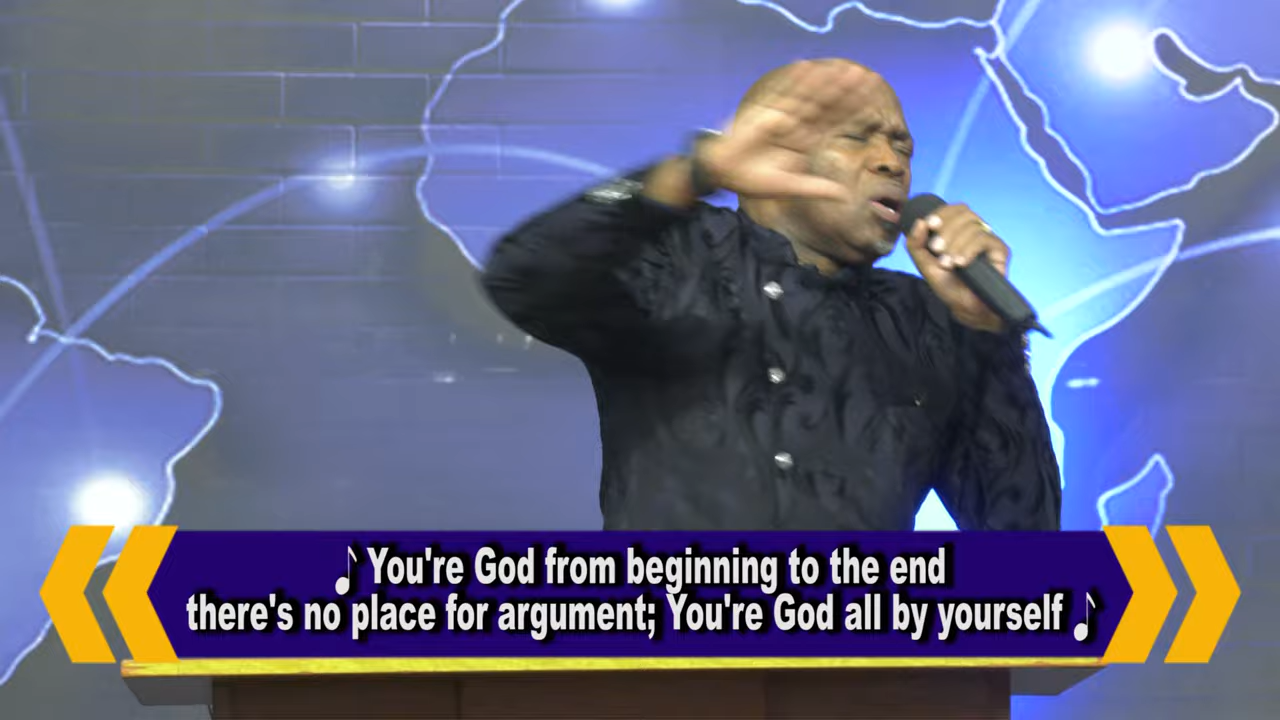 ♪ You're God from beginning to the end
there's no place for argument; You're God all by yourself ♪